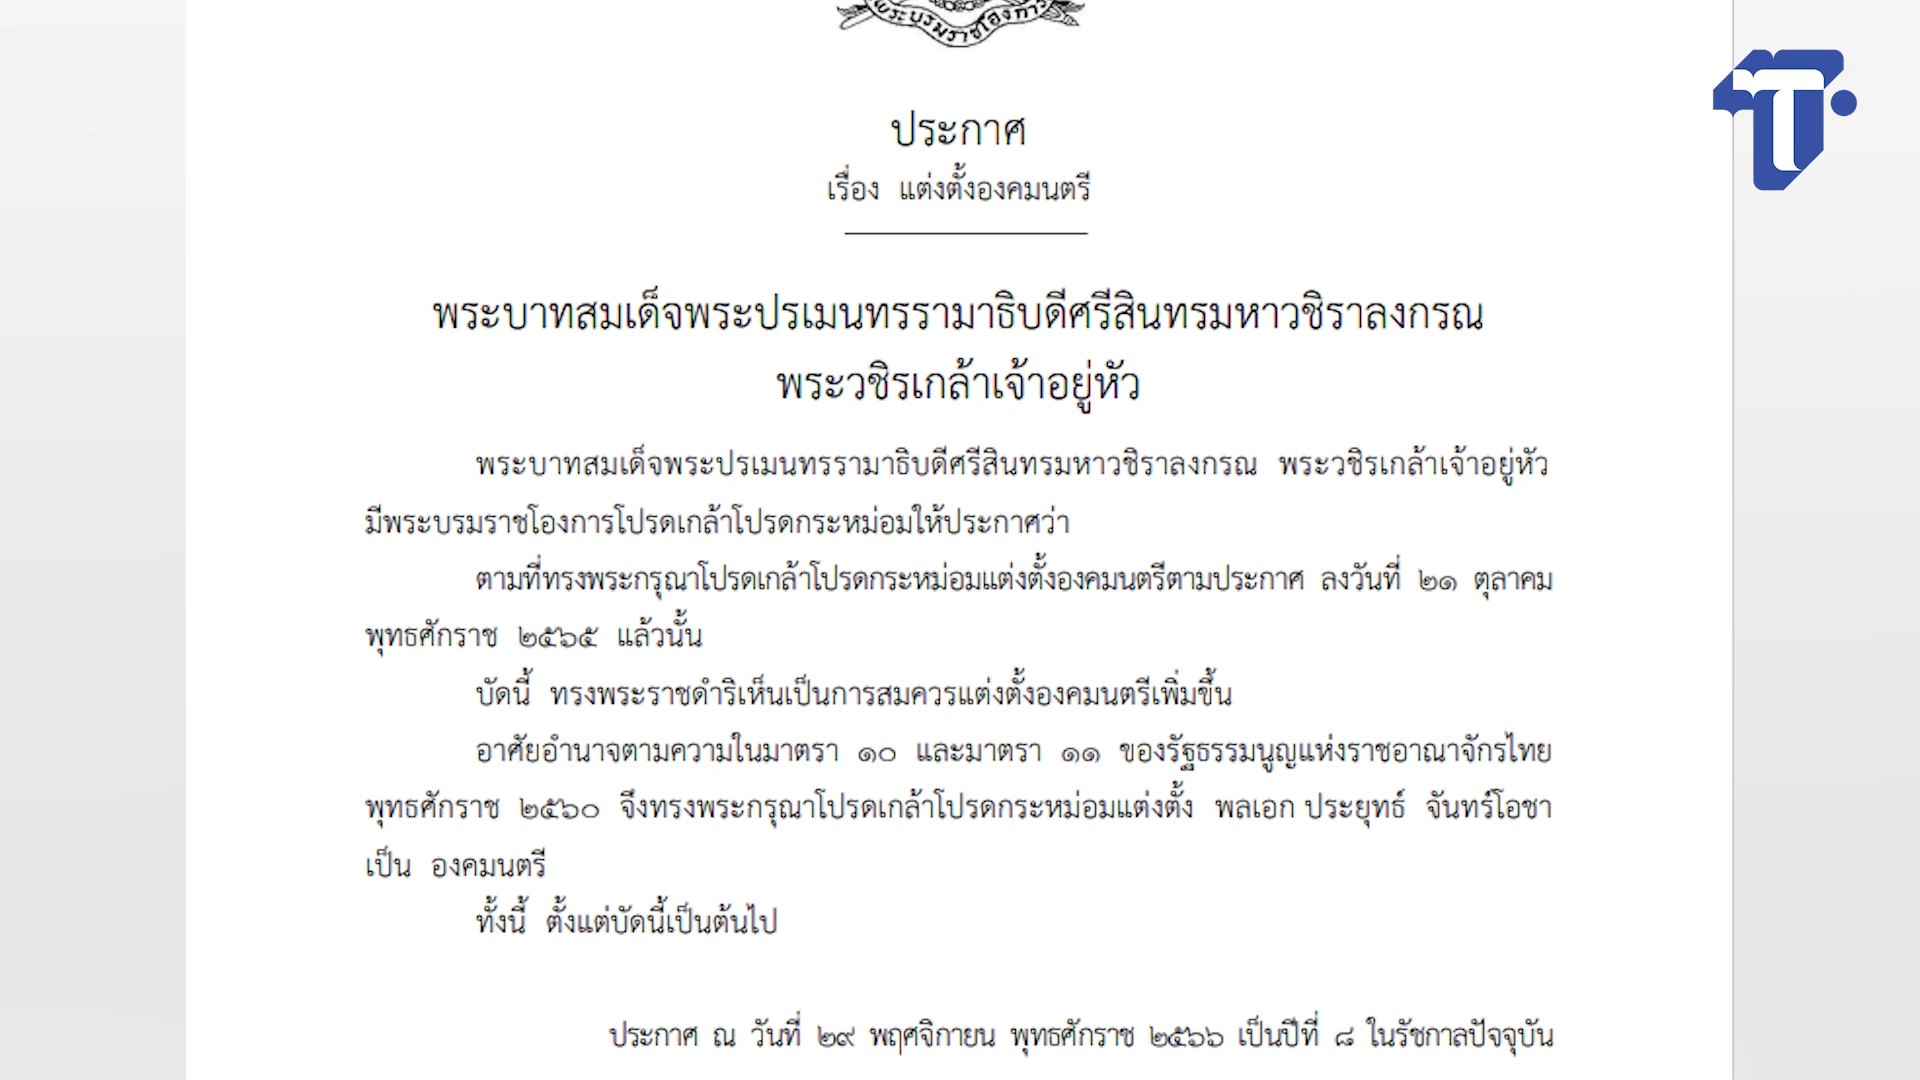 พระบรมราชโองการ
ประกาศ
เรื่อง แต่งตั้งองคมนตรี
พระบาทสมเด็จพระปรเมนทรรามาธิบดีศรีสินทรมหาวชิราลงกรณ
พระวชิรเกล้าเจ้าอยู่หัว
พระบาทสมเด็จพระปรเมนทรรามาธิบดีศรีสินทรมหาวชิราลงกรณ พระวชิรเกล้าเจ้าอยู่หัว
มีพระบรมราชโองการโปรดเกล้าโปรดกระหม่อมให้ประกาศว่า
ตามที่ทรงพระกรุณาโปรดเกล้าโปรดกระหม่อมแต่งตั้งองคมนตรีตามประกาศ ลงวันที่ ๒๑ ตุลาคม
พุทธศักราช ๒๕๖๕ แล้วนั้น
บัดนี้ ทรงพระราชดำริเห็นเป็นการสมควรแต่งตั้งองคมนตรีเพิ่มขึ้น
อาศัยอำนาจตามความในมาตรา ๑๐ และมาตรา ๑๑ ของรัฐธรรมนูญแห่งราชอาณาจักรไทย
พุทธศักราช ๒๕๖๐ จึงทรงพระกรุณาโปรดเกล้าโปรดกระหม่อมแต่งตั้ง พลเอก ประยุทธ์ จันทร์โอชา
เป็น องคมนตรี
ทั้งนี้ ตั้งแต่บัดนี้เป็นต้นไป
ประกาศ ณ วันที่ ๒๙ พฤศจิกายน พุทธศักราช ๒๕๖๖ เป็นปีที่ ๘ ในรัชกาลปัจจุบัน
T